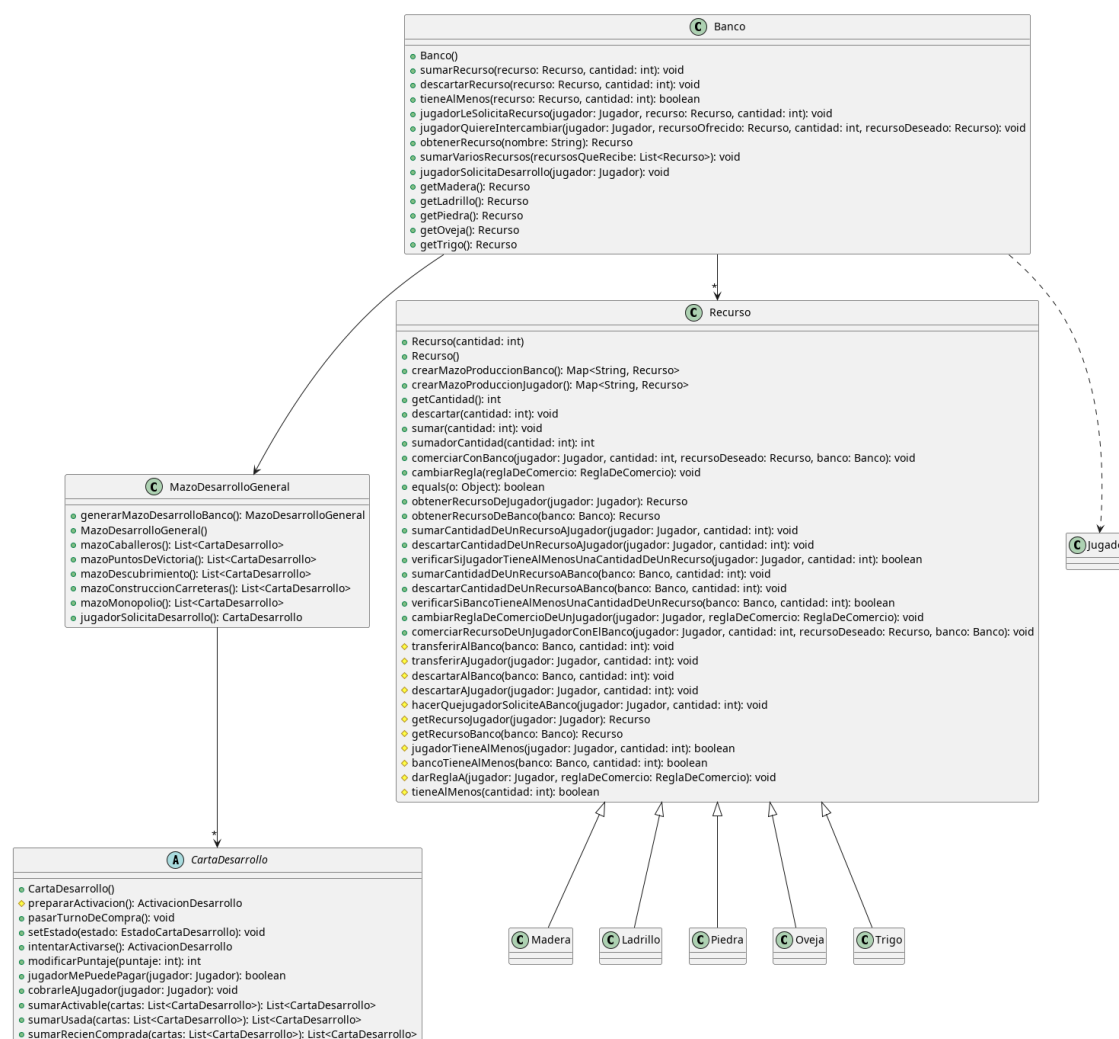 C Banco
Banco()
sumarRecurso(recurso: Recurso, cantidad: int): void
descartarRecurso(recurso: Recurso, cantidad: int): void
tieneAlMenos(recurso: Recurso, cantidad: int): boolean
jugadorLeSolicitaRecurso(jugador: Jugador, recurso: Recurso, cantidad: int): void
jugadorQuiereIntercambiar(jugador: Jugador, recursoOfrecido: Recurso, cantidad: int, recursoDeseado: Recurso): void
obtenerRecurso(nombre: String): Recurso
sumarVariosRecursos(recursosQueRecibe: List<Recurso>): void
jugadorSolicitaDesarrollo(jugador: Jugador): void
getMadera(): Recurso
getLadrillo(): Recurso
getPiedra(): Recurso
getOveja(): Recurso
getTrigo(): Recurso
*
C Recurso
Recurso(cantidad: int)
Recurso()
crearMazoProduccionBanco(): Map<String, Recurso>
crearMazoProduccionJugador(): Map<String, Recurso>
getCantidad(): int
descartar(cantidad: int): void
sumar(cantidad: int): void
sumadorCantidad(cantidad: int): int
comerciarConBanco(jugador: Jugador, cantidad: int, recursoDeseado: Recurso, banco: Banco): void
cambiarRegla(reglaDeComercio: ReglaDeComercio): void
equals(o: Object): boolean
obtenerRecursoDeJugador(jugador: Jugador): Recurso
obtenerRecursoDeBanco(banco: Banco): Recurso
sumarCantidadDeUnRecursoAJugador(jugador: Jugador, cantidad: int): void
descartarCantidadDeUnRecursoAJugador(jugador: Jugador, cantidad: int): void
verificarSiJugadorTieneAlMenosUnaCantidadDeUnRecurso(jugador: Jugador, cantidad: int): boolean
sumarCantidadDeUnRecursoABanco(banco: Banco, cantidad: int): void
descartarCantidadDeUnRecursoABanco(banco: Banco, cantidad: int): void
verificarSiBancoTieneAlMenosUnaCantidadDeUnRecurso(banco: Banco, cantidad: int): boolean
cambiarReglaDeComercioDeUnJugador(jugador: Jugador, reglaDeComercio: ReglaDeComercio): void
comerciarRecursoDeUnJugadorConElBanco(jugador: Jugador, cantidad: int, recursoDeseado: Recurso, banco: Banco): void
transferirAlBanco(banco: Banco, cantidad: int): void
transferirAJugador(jugador: Jugador, cantidad: int): void
descartarAlBanco(banco: Banco, cantidad: int): void
descartarAJugador(jugador: Jugador, cantidad: int): void
hacerQuejugadorSoliciteABanco(jugador: Jugador, cantidad: int): void
getRecursoJugador(jugador: Jugador): Recurso
getRecursoBanco(banco: Banco): Recurso
jugadorTieneAlMenos(jugador: Jugador, cantidad: int): boolean
bancoTieneAlMenos(banco: Banco, cantidad: int): boolean
darReglaA(jugador: Jugador, reglaDeComercio: ReglaDeComercio): void
tieneAlMenos(cantidad: int): boolean
C MazoDesarrolloGeneral
generarMazoDesarrolloBanco(): MazoDesarrolloGeneral
MazoDesarrolloGeneral()
mazoCaballeros(): List<CartaDesarrollo>
mazoPuntosDeVictoria(): List<CartaDesarrollo>
mazoDescubrimiento(): List<CartaDesarrollo>
mazoConstruccionCarreteras(): List<CartaDesarrollo>
mazoMonopolio(): List<CartaDesarrollo>
jugadorSolicitaDesarrollo(): CartaDesarrollo
C
*
A CartaDesarrollo
CartaDesarrollo()
prepararActivacion(): ActivacionDesarrollo
pasarTurnoDeCompra(): void
setEstado(estado: EstadoCartaDesarrollo): void
intentarActivarse(): ActivacionDesarrollo
modificarPuntaje(puntaje: int): int
jugadorMePuedePagar(jugador: Jugador): boolean
cobrarleAJugador(jugador: Jugador): void
sumarActivable(cartas: List<CartaDesarrollo>): List<CartaDesarrollo>
sumarUsada(cartas: List<CartaDesarrollo>): List<CartaDesarrollo>
sumarRecienComprada(cartas: List<CartaDesarrollo>): List<CartaDesarrollo>
C Madera
C Ladrillo
C Piedra
C Oveja
C Trigo